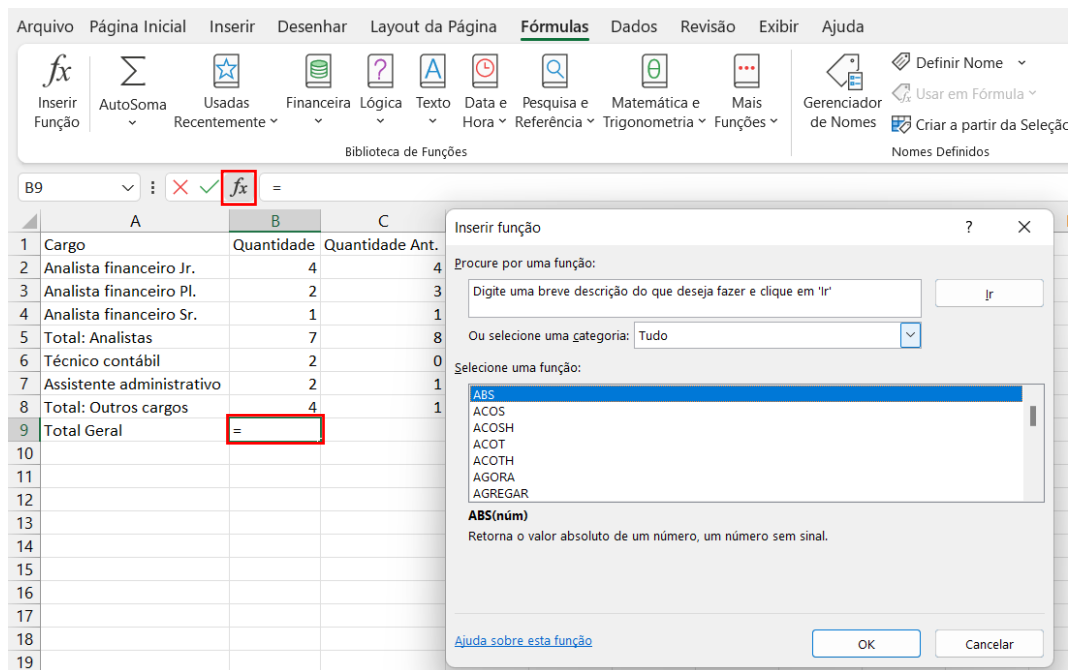 Arquivo Página Inicial Inserir Desenhar Layout da Página Fórmulas Dados Revisão Exibir Ajuda
fx
Inserir Função
AutoSoma
Usadas Recentemente
Financeira
Lógica
Texto
Data e Hora
Pesquisa e Referência
Matemática e Trigonometria
Mais Funções
Biblioteca de Funções
Gerenciador de Nomes
Definir Nome
Usar em Fórmula
Criar a partir da Seleção
Nomes Definidos
B9 fx =
A B C
1 Cargo Quantidade Quantidade Ant.
2 Analista financeiro Jr. 4 4
3 Analista financeiro Pl. 2 3
4 Analista financeiro Sr. 1 1
5 Total: Analistas 7 8
6 Técnico contábil 2 0
7 Assistente administrativo 2 1
8 Total: Outros cargos 4 1
9 Total Geral =
10
11
12
13
14
15
16
17
18
19
Inserir função ?
Procure por uma função:
Digite uma breve descrição do que deseja fazer e clique em 'Ir'
Ir
Ou selecione uma categoria: Tudo
Selecione uma função:
ABS
ACOS
ACOSH
ACOT
ACOTH
AGORA
AGREGAR
ABS(núm)
Retorna o valor absoluto de um número, um número sem sinal.
Ajuda sobre esta função
OK Cancelar